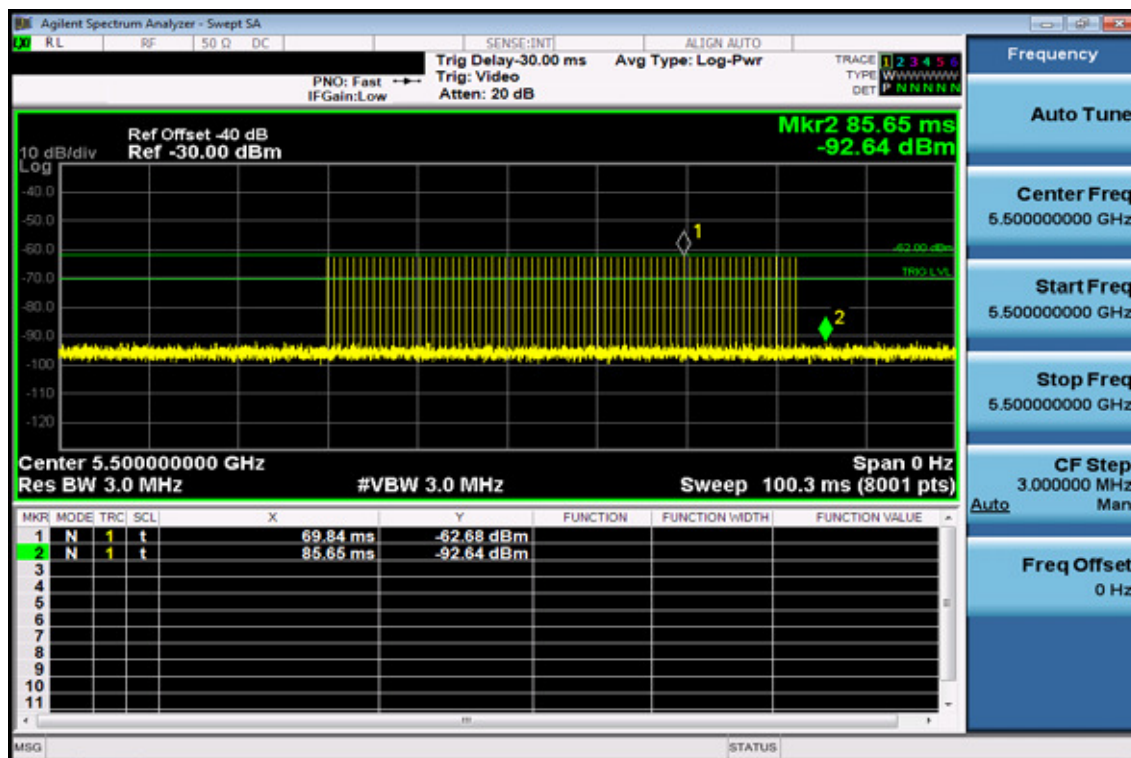 Agilent Spectrum Analyzer - Swept SA
RL RF 50 Ω DC SENSE:INT ALIGN AUTO
Trig Delay-30.00 ms Avg Type: Log-Pwr TRACE 1 2 3 4 5 6
PNO: Fast Trig: Video TYPE WWWWWW
IFGain:Low Atten: 20 dB DET P N N N N N
Mkr2 85.65 ms
-92.64 dBm
Ref Offset -40 dB
10 dB/div Ref -30.00 dBm
Log
-40.0
-50.0
1
-60.0
-62.00 dBm
-70.0
TRIG LVL
-80.0
2
-90.0
-100
-110
-120
Center 5.500000000 GHz Span 0 Hz
Res BW 3.0 MHz #VBW 3.0 MHz Sweep 100.3 ms (8001 pts)
MKR MODE TRC SCL X Y FUNCTION FUNCTION WIDTH FUNCTION VALUE
1 N 1 t 69.84 ms -62.68 dBm
2 N 1 t 85.65 ms -92.64 dBm
3
4
5
6
7
8
9
10
11
MSG STATUS
Frequency
Auto Tune
Center Freq
5.500000000 GHz
Start Freq
5.500000000 GHz
Stop Freq
5.500000000 GHz
CF Step
3.000000 MHz
Auto Man
Freq Offset
0 Hz